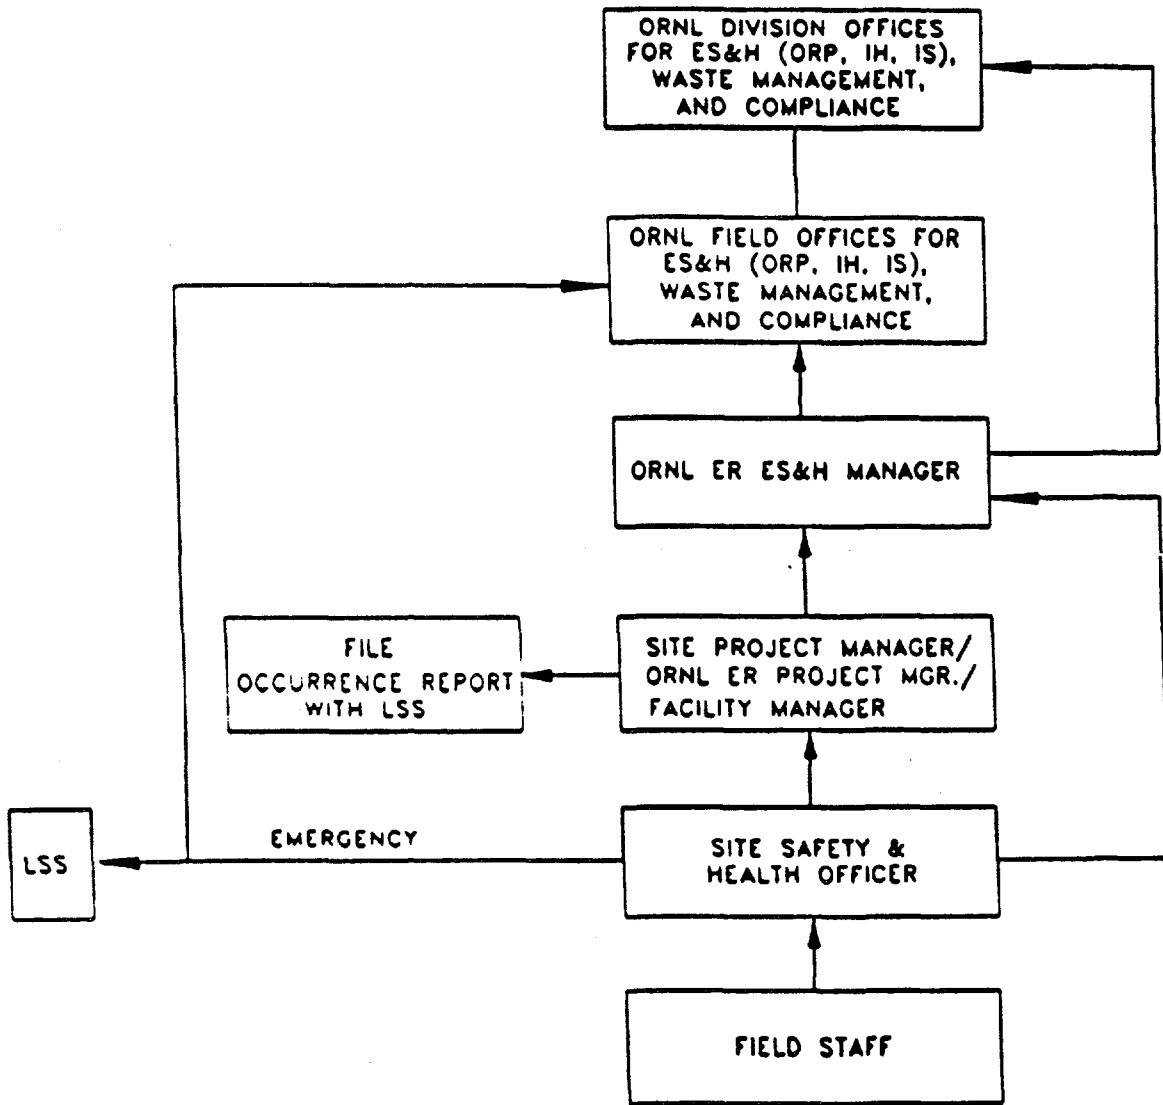 ORNL DIVISION OFFICES
FOR ES&H (ORP, IH, IS),
WASTE MANAGEMENT,
AND COMPLIANCE
ORNL FIELD OFFICES FOR
ES&H (ORP, IH, IS),
WASTE MANAGEMENT,
AND COMPLIANCE
ORNL ER ES&H MANAGER
FILE
OCCURRENCE REPORT
WITH LSS
SITE PROJECT MANAGER/
ORNL ER PROJECT MGR./
FACILITY MANAGER
LSS
EMERGENCY
SITE SAFETY &
HEALTH OFFICER
FIELD STAFF